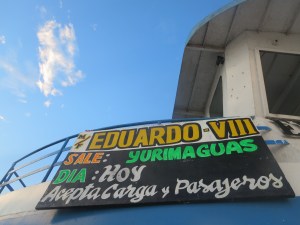 M/F EDUARDO-VIII
SALE: YURIMAGUAS
DIA: HOY
Acepta Carga y Pasajeros